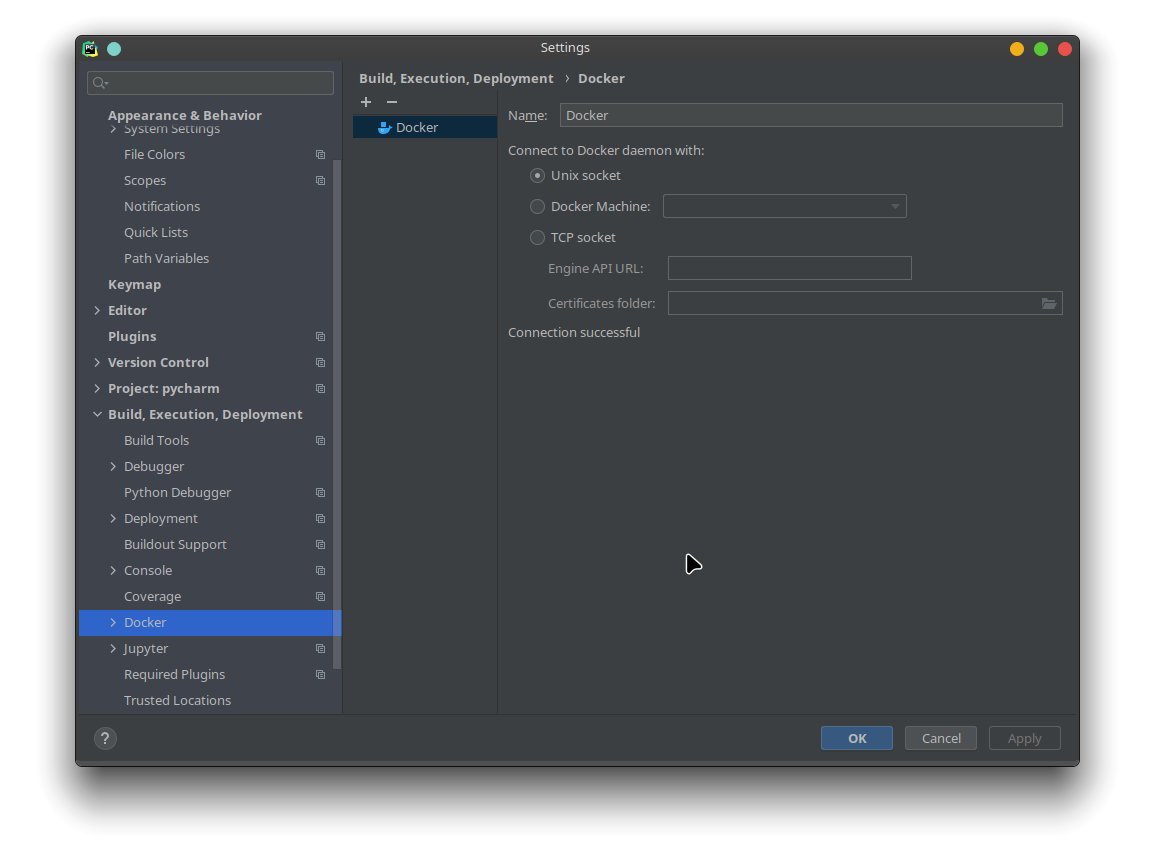 PC
Settings
Appearance & Behavior
System Settings
File Colors
Scopes
Notifications
Quick Lists
Path Variables
Keymap
Editor
Plugins
Version Control
Project: pycharm
Build, Execution, Deployment
Build Tools
Debugger
Python Debugger
Deployment
Buildout Support
Console
Coverage
Docker
Jupyter
Required Plugins
Trusted Locations
Build, Execution, Deployment › Docker
Docker
Name: Docker
Connect to Docker daemon with:
Unix socket
Docker Machine:
TCP socket
Engine API URL:
Certificates folder:
Connection successful
?
OK Cancel Apply